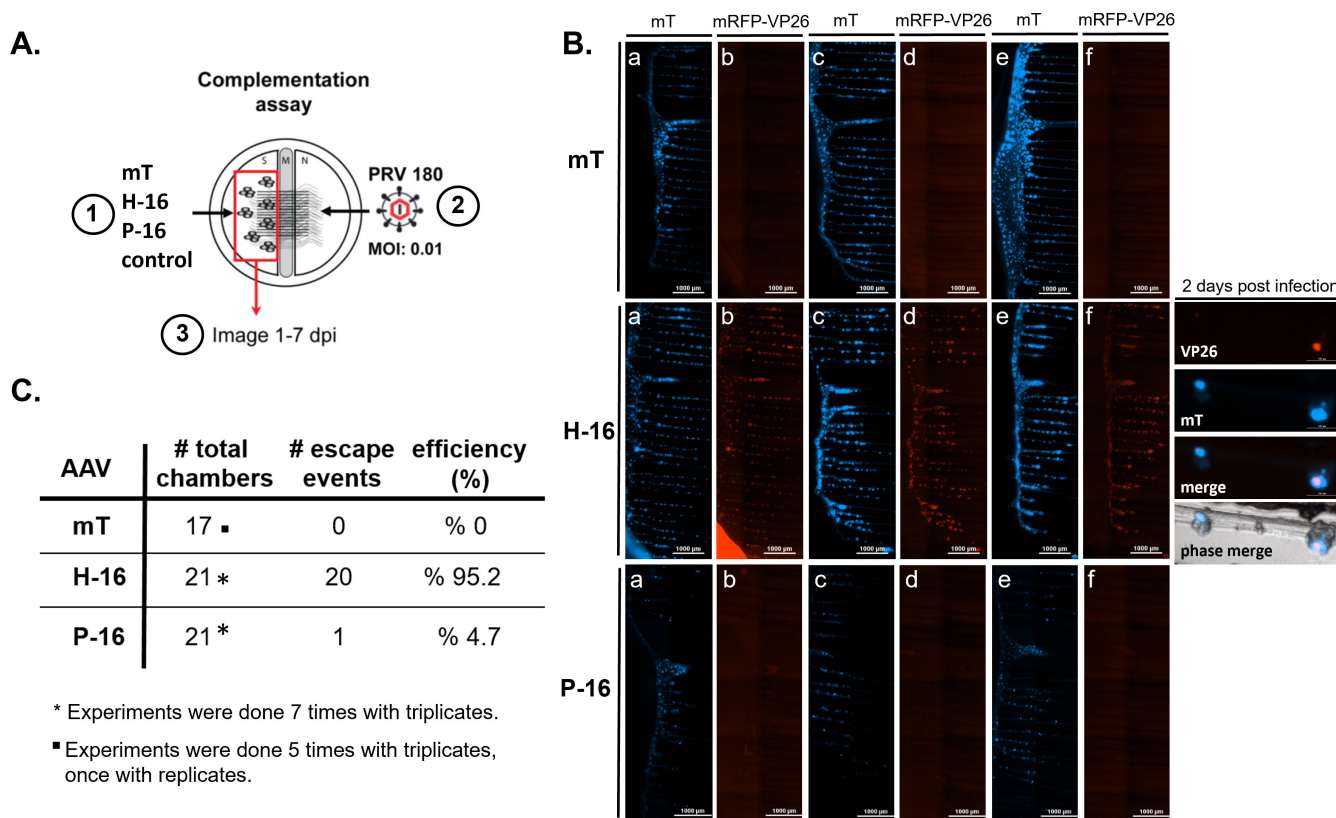 A.
Complementation
assay
S M N
mT
H-16
P-16
control
1
PRV 180
2
MOI: 0.01
3 Image 1-7 dpi
B.
mT mRFP-VP26 mT mRFP-VP26 mT mRFP-VP26
a b c d e f
mT
1000 µm 1000 µm 1000 µm 1000 µm 1000 µm 1000 µm
a b c d e f
H-16
1000 µm 1000 µm 1000 µm 1000 µm 1000 µm 1000 µm
a b c d e f
P-16
1000 µm 1000 µm 1000 µm 1000 µm 1000 µm 1000 µm
2 days post infection
VP26
mT
merge
phase merge
C.
AAV # total chambers # escape events efficiency (%)
mT 17 ▪ 0 % 0
H-16 21 * 20 % 95.2
P-16 21 * 1 % 4.7
* Experiments were done 7 times with triplicates.
▪ Experiments were done 5 times with triplicates,
once with replicates.